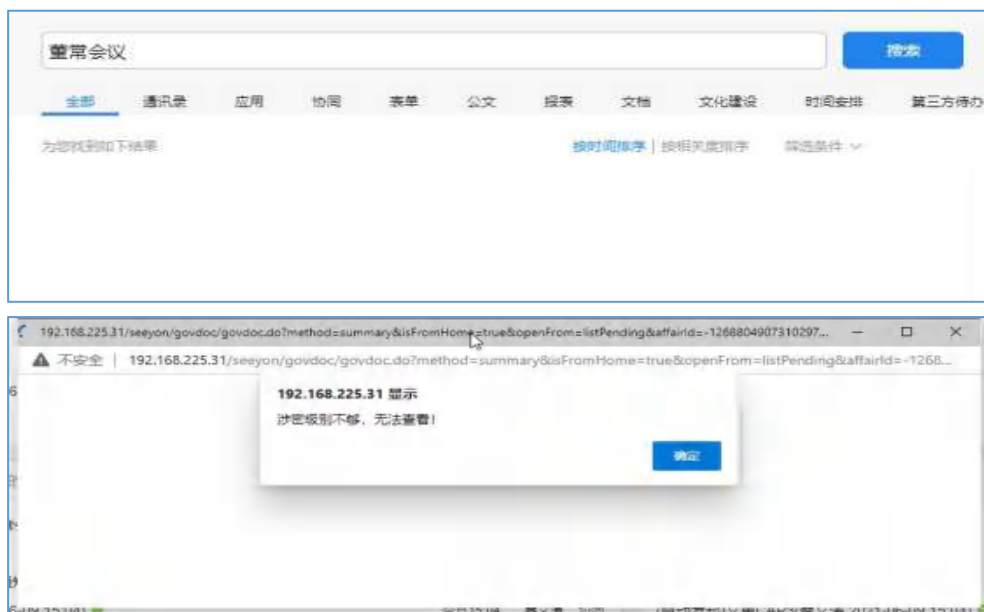 董常会议
搜索
全部 通讯录 应用 协同 表单 公文 报表 文档 文化建设 时间安排 第三方待办
为您找到如下结果 按时间排序 | 按相关度排序 筛选条件
192.168.225.31/seeyon/govdoc/govdoc.do?method=summary&isFromHome=true&openFrom=listPending&affairId=-1268804907310297...
不安全 | 192.168.225.31/seeyon/govdoc/govdoc.do?method=summary&isFromHome=true&openFrom=listPending&affairId=-1268...
192.168.225.31 显示
涉密级别不够，无法查看！
确定